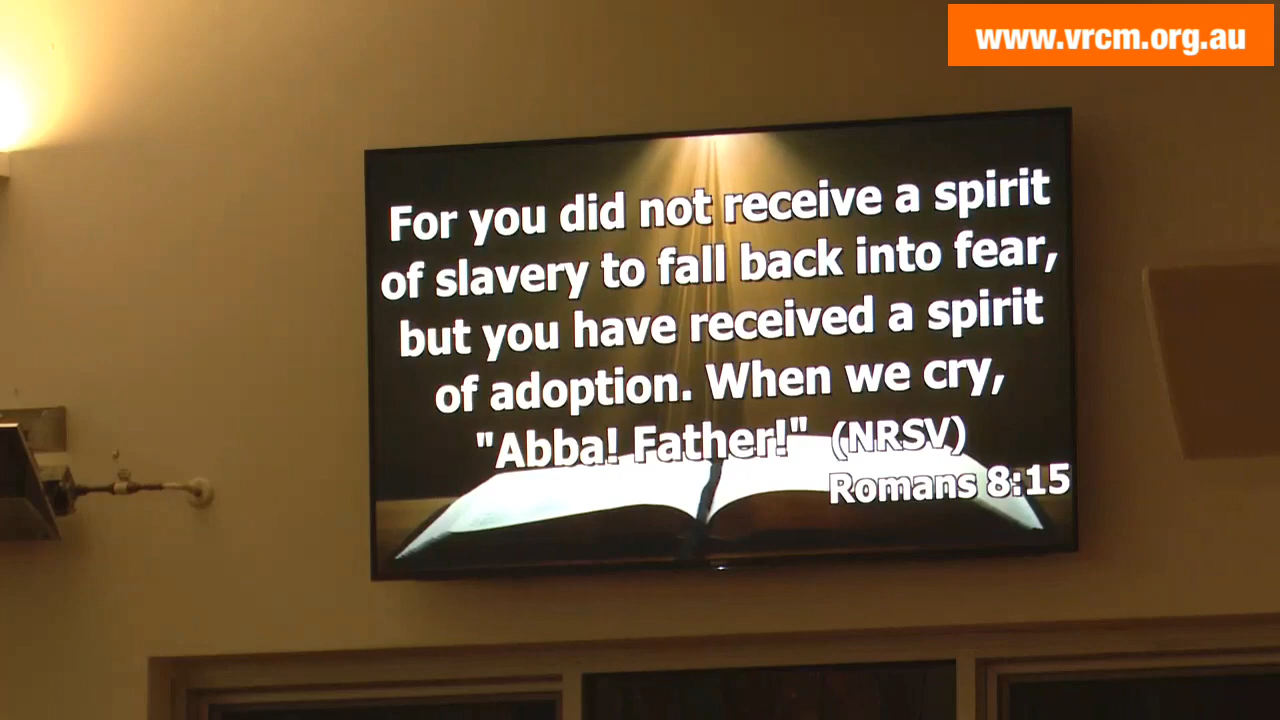 www.vrcm.org.au
For you did not receive a spirit
of slavery to fall back into fear,
but you have received a spirit
of adoption. When we cry,
"Abba! Father!" (NRSV)
Romans 8:15